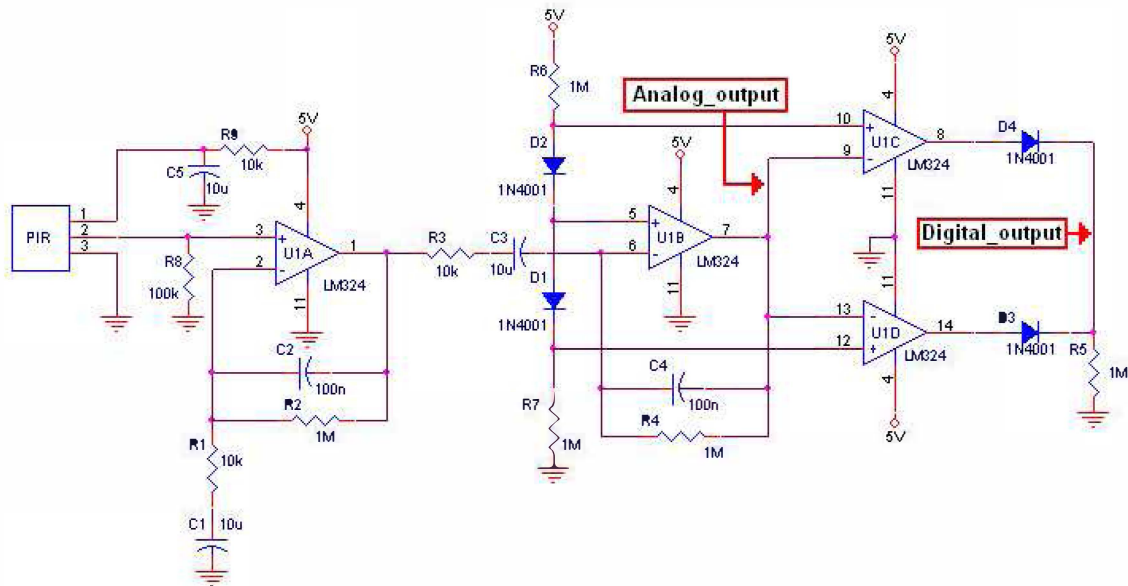 5V
5V
R6
1M
Analog_output
4
10
+
U1C
8
D4
9
-
LM324
1N4001
5V
R9
10k
D2
5V
C5
10u
1N4001
4
11
4
1
PIR
2
3
3
+
U1A
1
2
-
LM324
R8
100k
11
R3
10k
C3
10u
5
+
U1B
7
6
-
LM324
D1
1N4001
11
Digital_output
11
13
-
U1D
14
D3
12
+
LM324
1N4001
R5
1M
4
5V
C2
100n
R2
1M
C4
100n
R4
1M
R7
1M
R1
10k
C1
10u